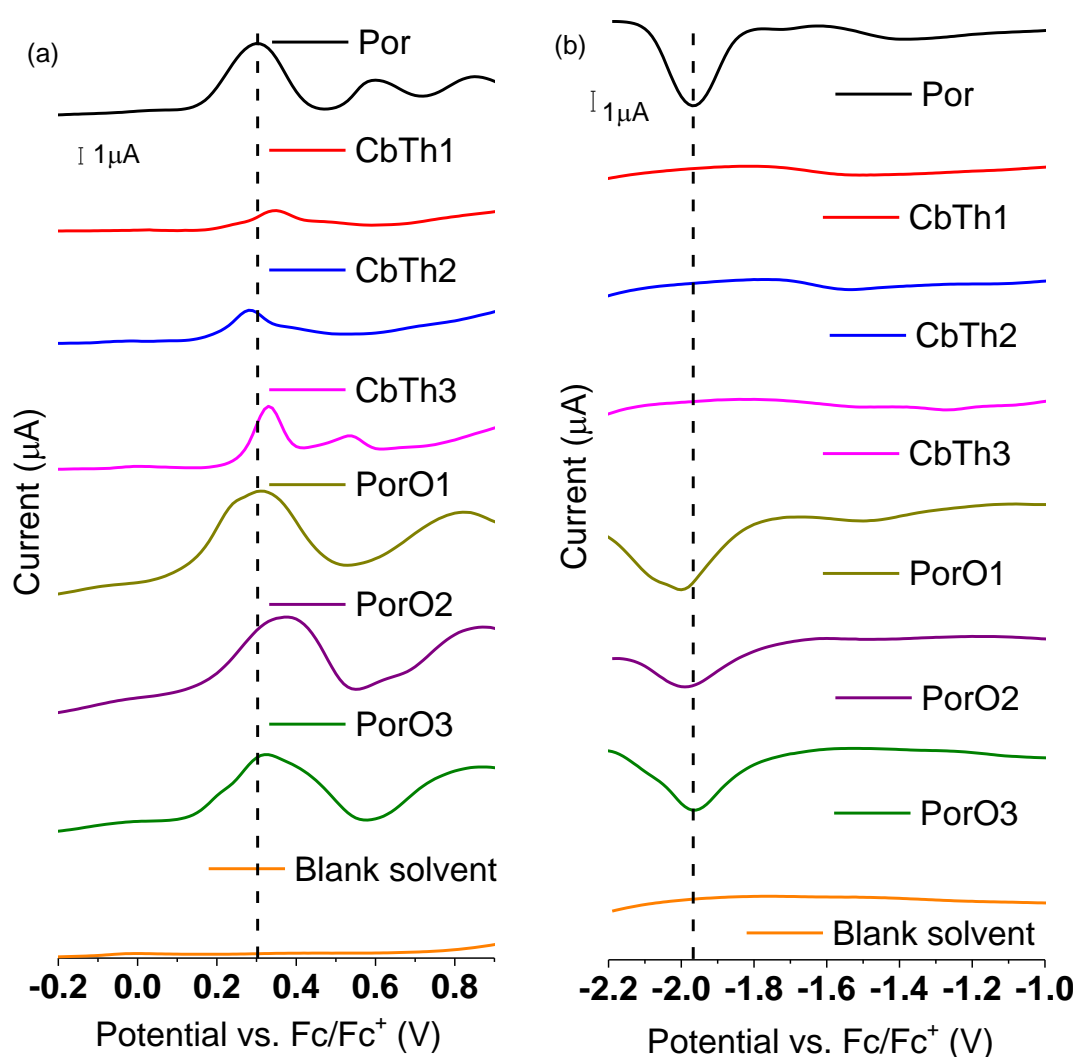 (a)
Por
1μA
CbTh1
CbTh2
CbTh3
PorO1
PorO2
PorO3
Blank solvent
Current (μA)
-0.2 0.0 0.2 0.4 0.6 0.8
Potential vs. Fc/Fc⁺ (V)
(b)
1μA
Por
CbTh1
CbTh2
CbTh3
PorO1
PorO2
PorO3
Blank solvent
Current (μA)
-2.2 -2.0 -1.8 -1.6 -1.4 -1.2 -1.0
Potential vs. Fc/Fc⁺ (V)